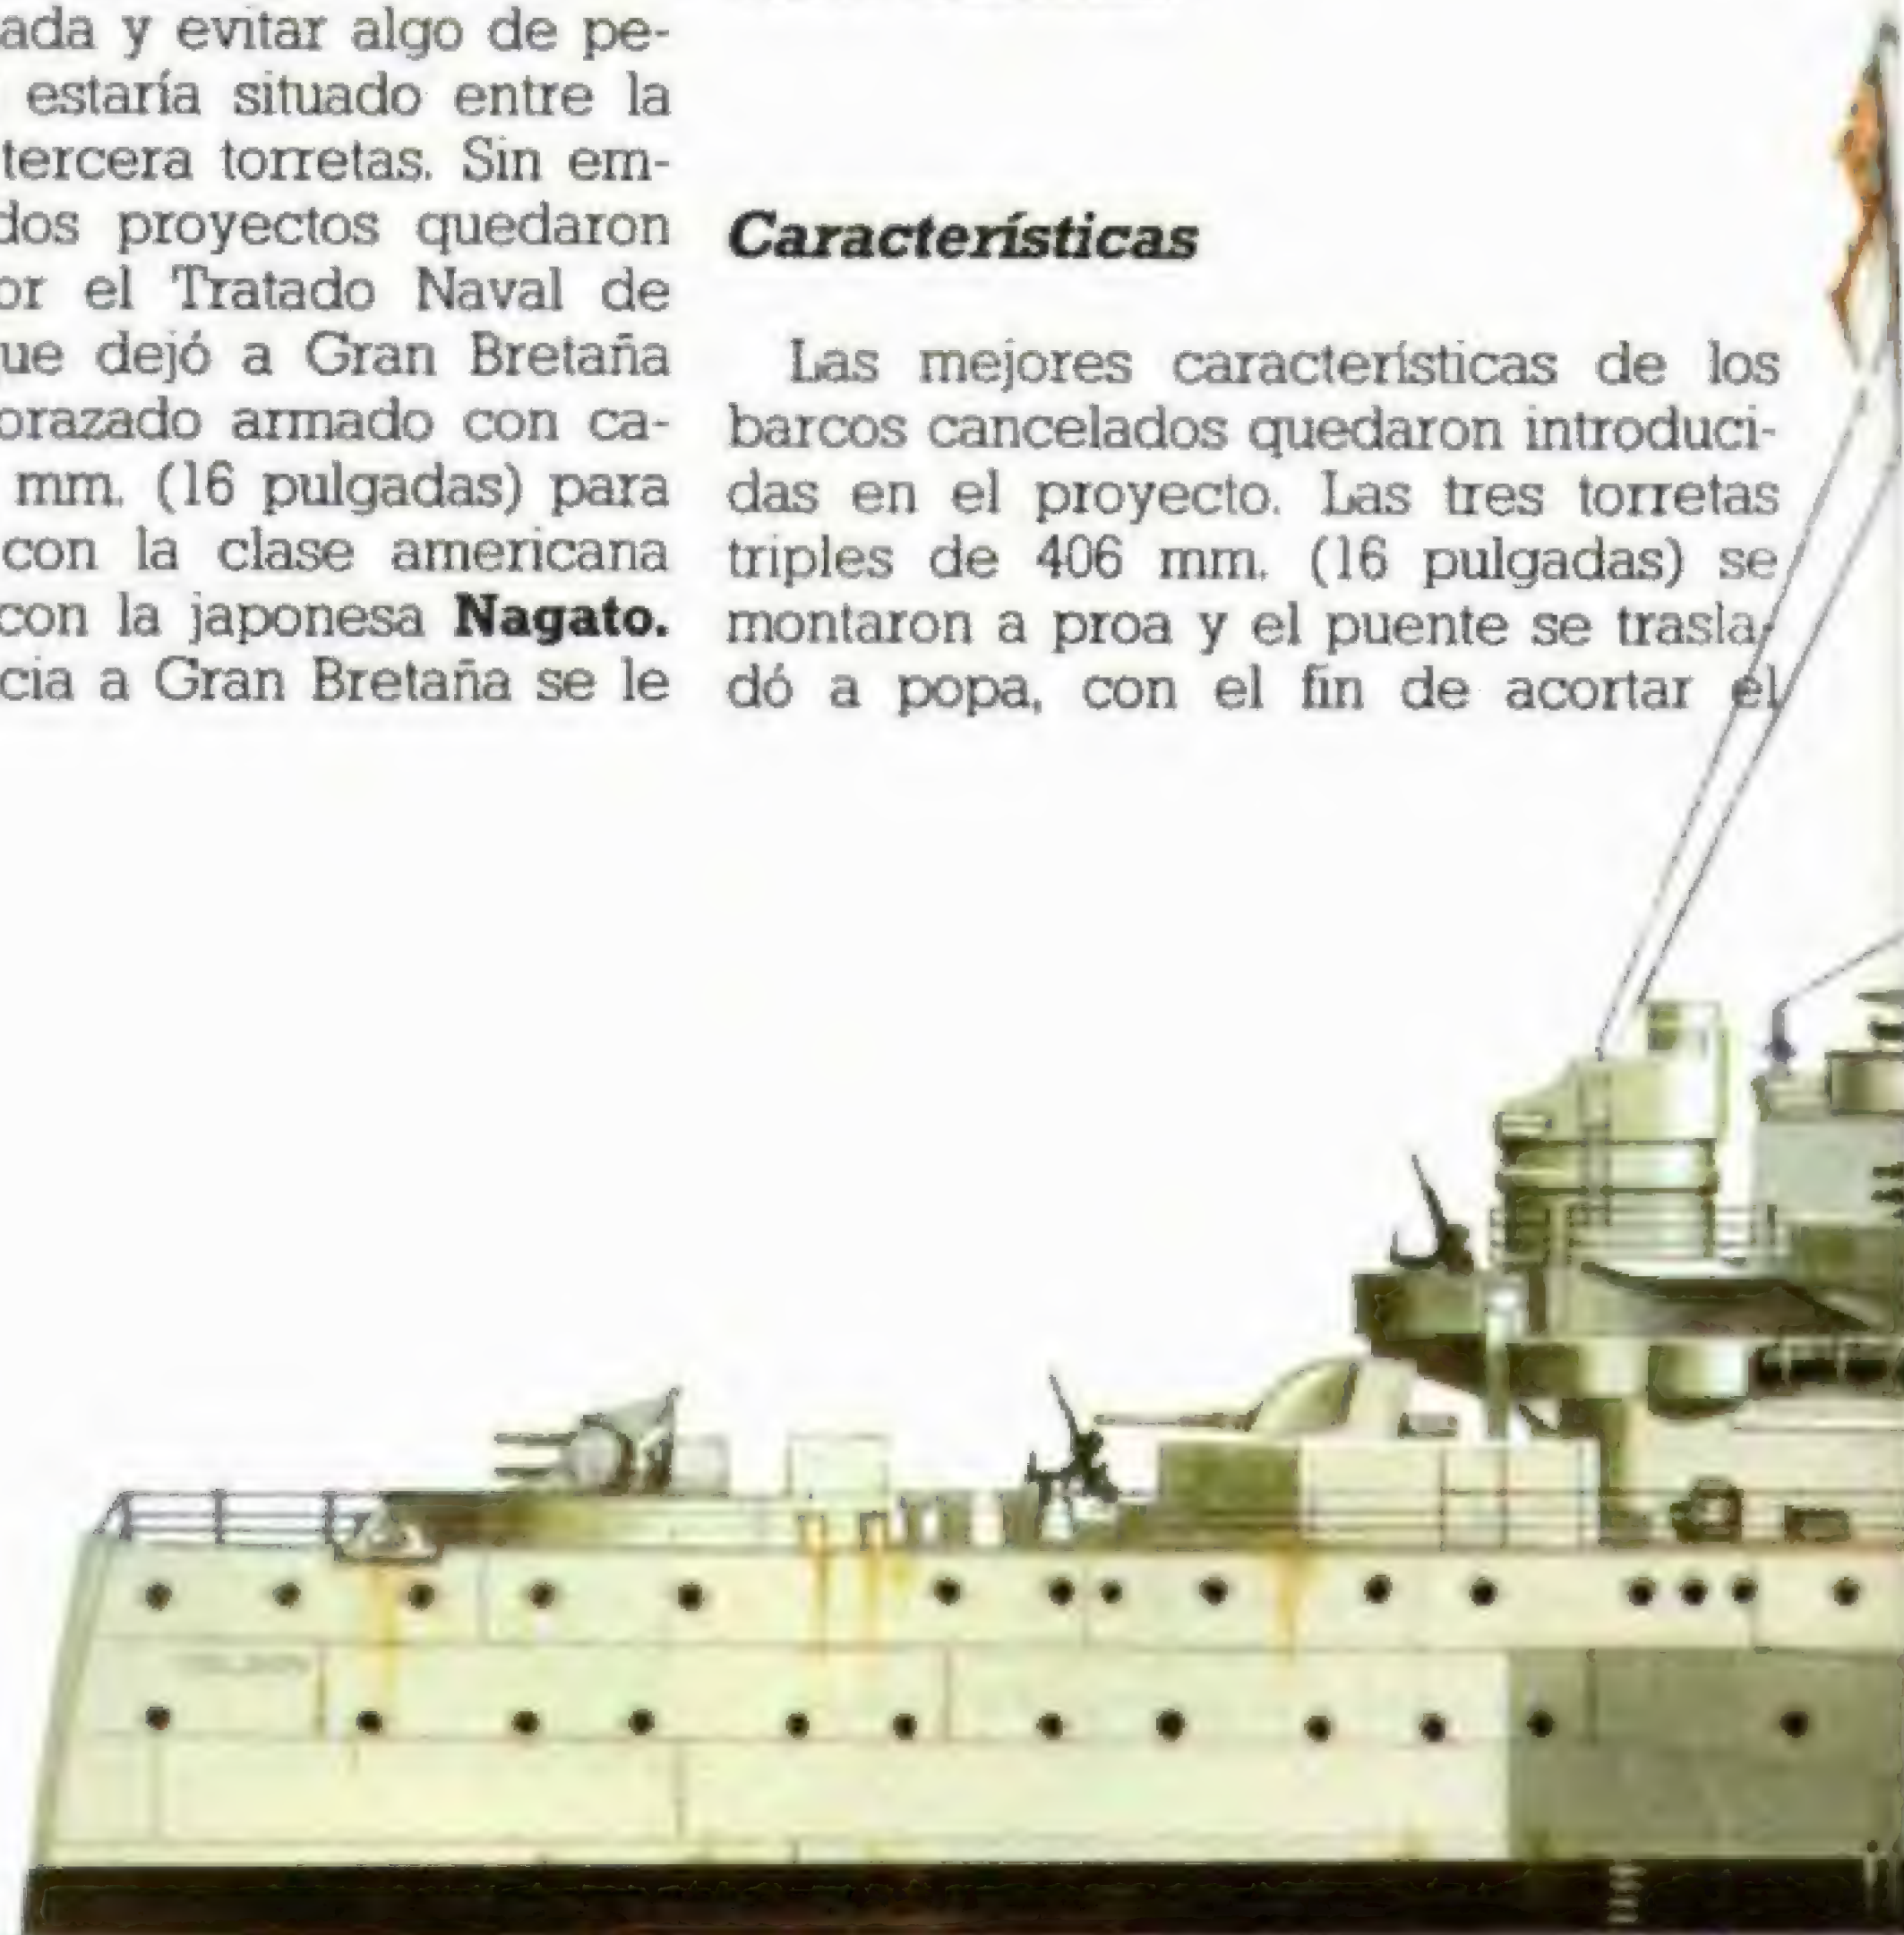 ada y evitar algo de pe-
estaría situado entre la
tercera torretas. Sin em-
dos proyectos quedaron
or el Tratado Naval de
ue dejó a Gran Bretaña
orazado armado con ca-
mm. (16 pulgadas) para
con la clase americana
con la japonesa Nagato.
cia a Gran Bretaña se le
Características
Las mejores características de los
barcos cancelados quedaron introduci-
das en el proyecto. Las tres torretas
triples de 406 mm. (16 pulgadas) se
montaron a proa y el puente se trasla-
dó a popa, con el fin de acortar el